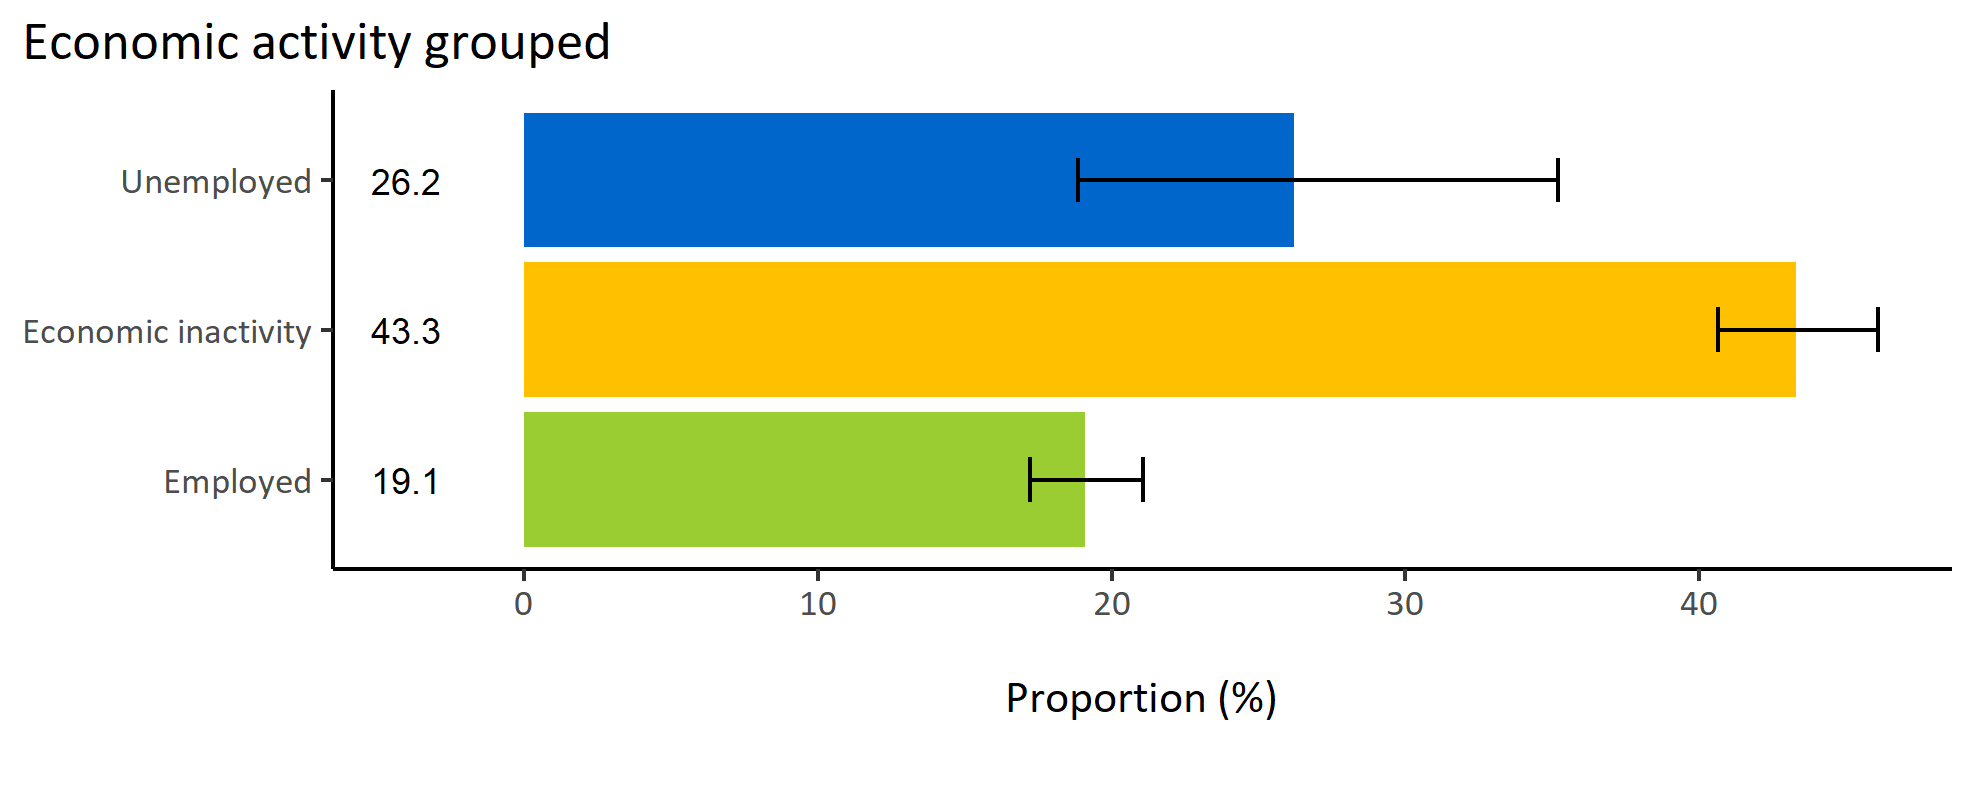 Economic activity grouped
Unemployed 26.2
Economic inactivity 43.3
Employed 19.1
0 10 20 30 40
Proportion (%)